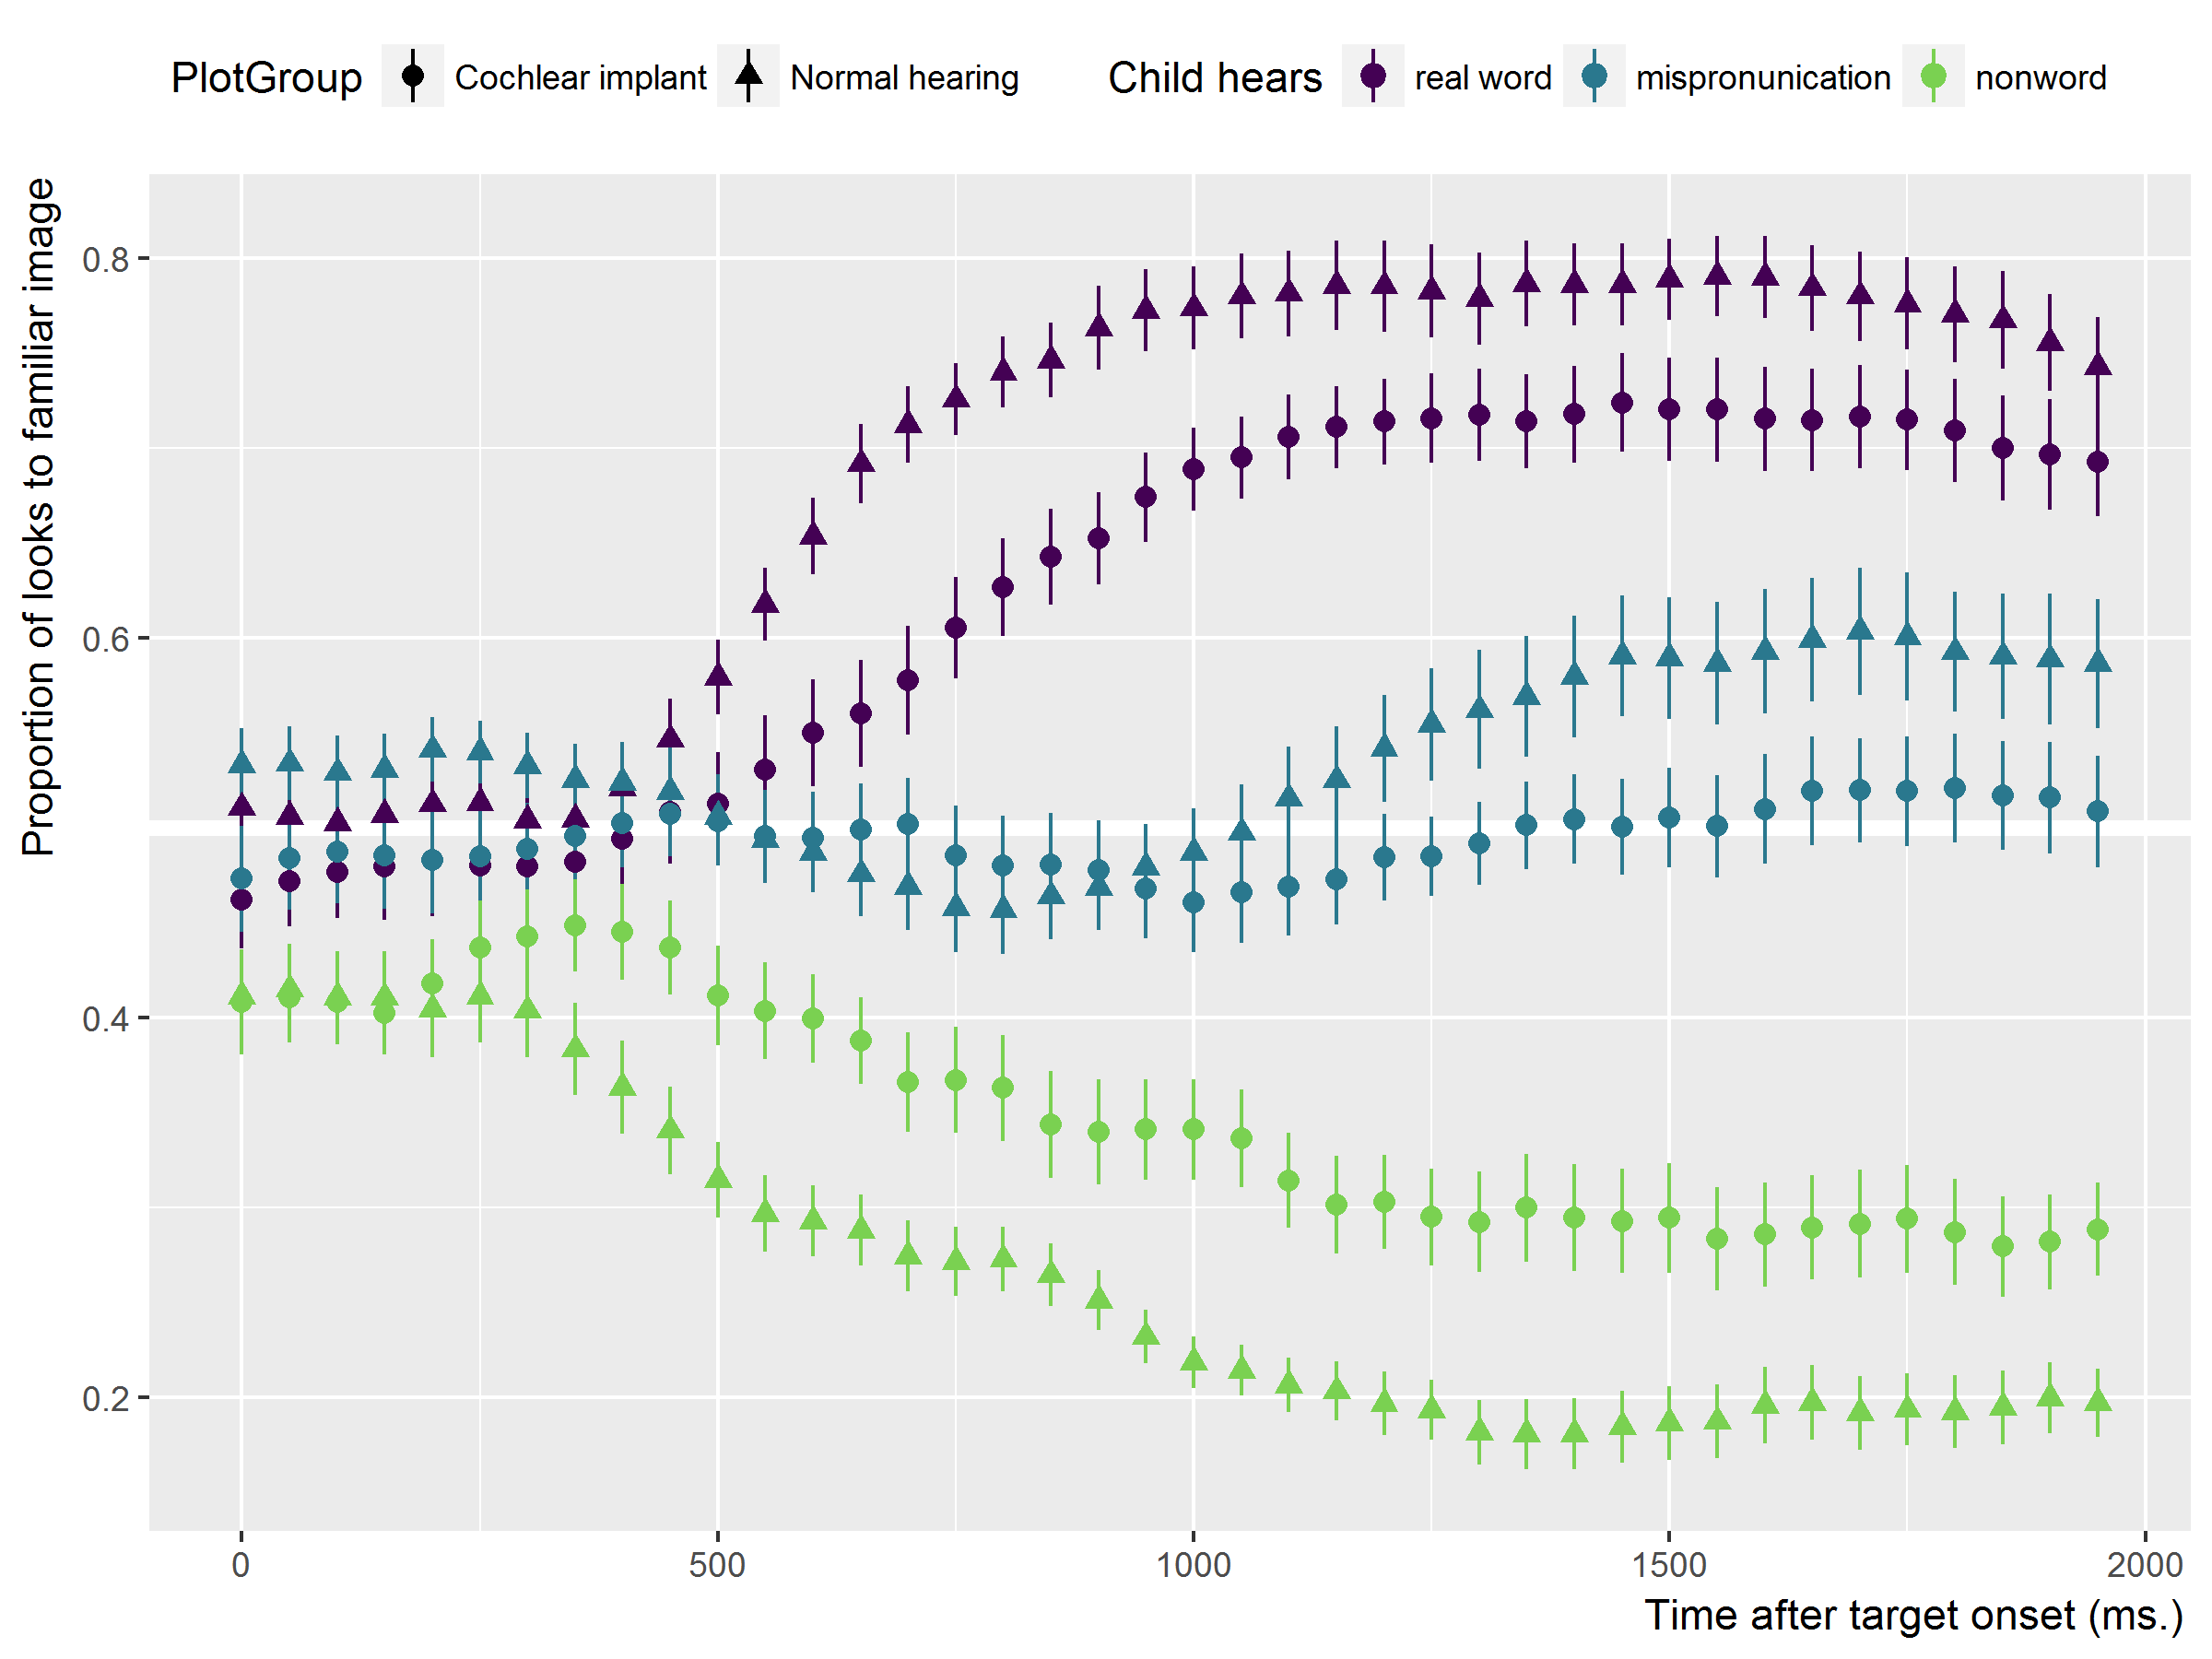 PlotGroup Cochlear implant Normal hearing Child hears real word mispronunication nonword
Proportion of looks to familiar image
0.8
0.6
0.4
0.2
0 500 1000 1500 2000
Time after target onset (ms.)